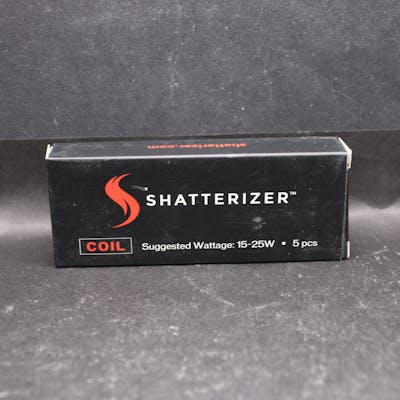 shatterizer.com
SHATTERIZER™
COIL Suggested Wattage: 15-25W • 5 pcs